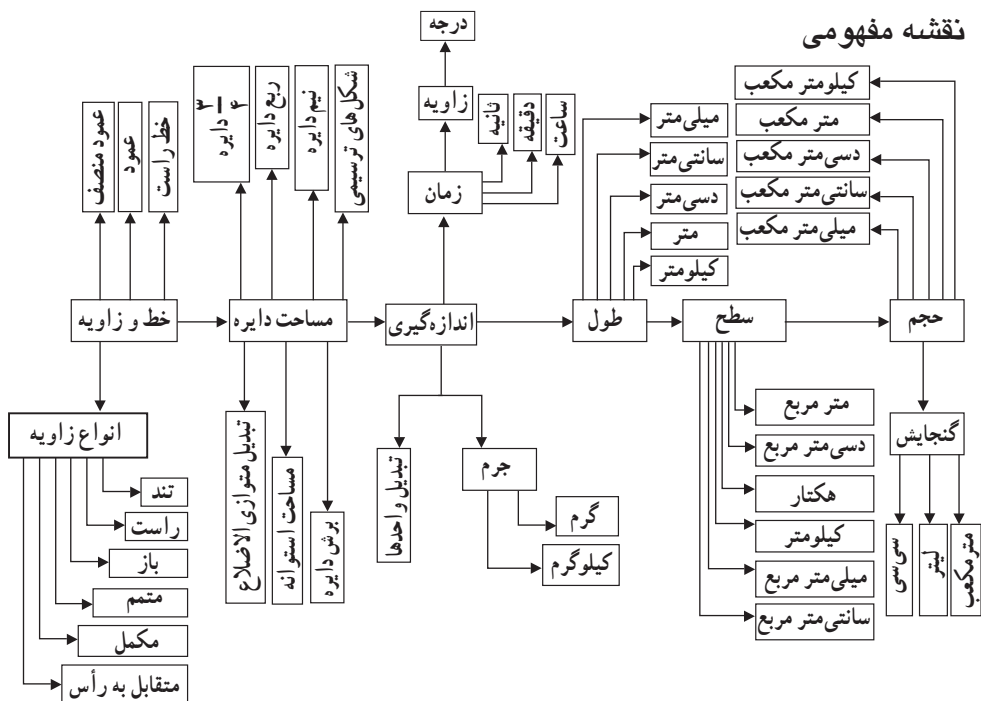 نقشه مفهومی
درجه
زاویه
ثانیه
دقیقه
ساعت
زمان
کیلومتر مکعب
متر مکعب
دسی‌متر مکعب
سانتی‌متر مکعب
میلی‌متر مکعب
میلی‌متر
سانتی‌متر
دسی‌متر
متر
کیلومتر
شکل‌های ترسیمی
نیم دایره
ربع دایره
۳/۴ دایره
خط راست
عمود
عمود منصف
خط و زاویه
مساحت دایره
اندازه‌گیری
طول
سطح
حجم
انواع زاویه
تند
راست
باز
متمم
مکمل
متقابل به رأس
تبدیل متوازی الاضلاع
مساحت استوانه
برش دایره
تبدیل واحدها
جرم
گرم
کیلوگرم
متر مربع
دسی‌متر مربع
هکتار
کیلومتر
میلی‌متر مربع
سانتی‌متر مربع
گنجایش
سی‌سی
لیتر
متر مکعب